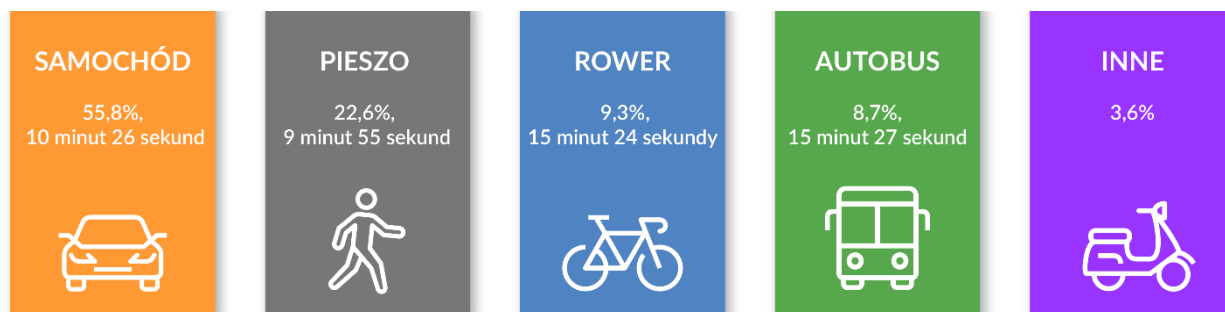 SAMOCHÓD
55,8%,
10 minut 26 sekund
PIESZO
22,6%,
9 minut 55 sekund
ROWER
9,3%,
15 minut 24 sekundy
AUTOBUS
8,7%,
15 minut 27 sekund
INNE
3,6%